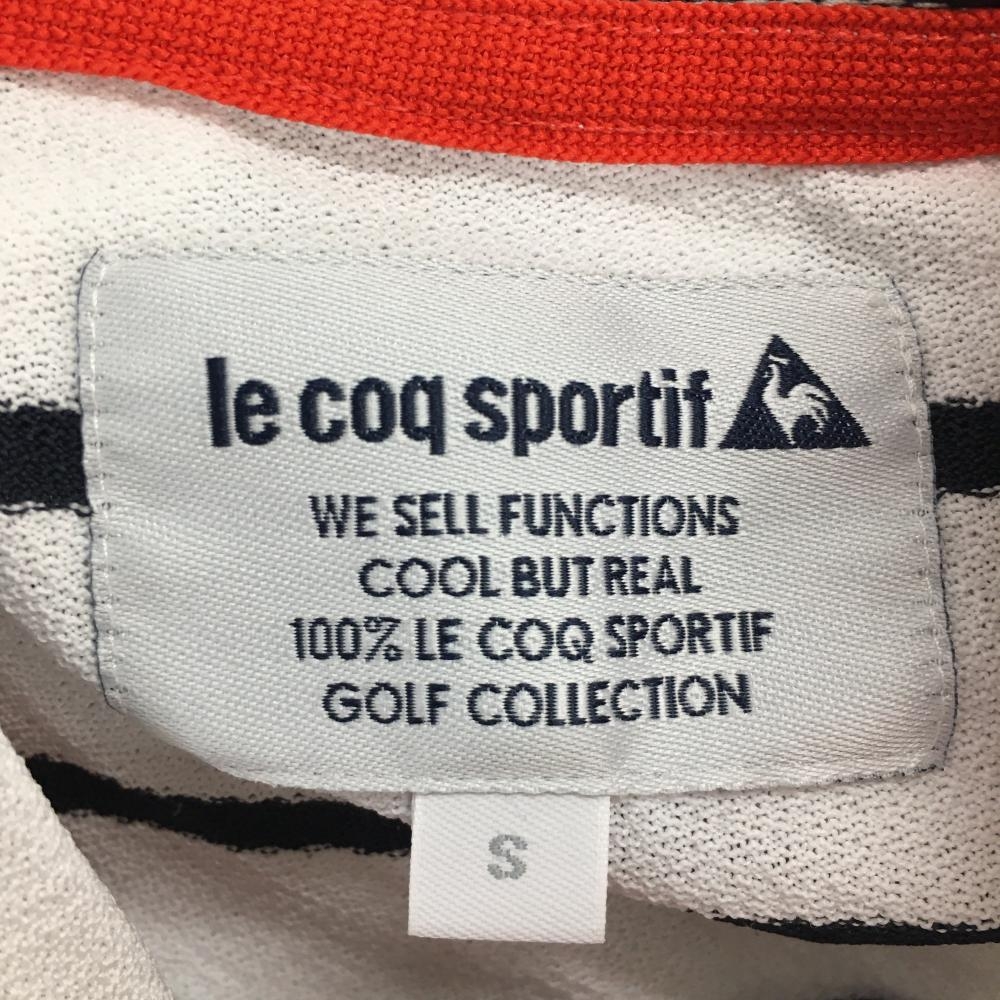 le coq sportif
WE SELL FUNCTIONS
COOL BUT REAL
100% LE COQ SPORTIF
GOLF COLLECTION
S